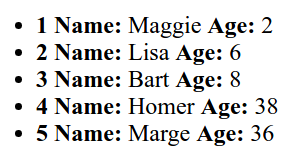 • 1 Name: Maggie Age: 2
• 2 Name: Lisa Age: 6
• 3 Name: Bart Age: 8
• 4 Name: Homer Age: 38
• 5 Name: Marge Age: 36